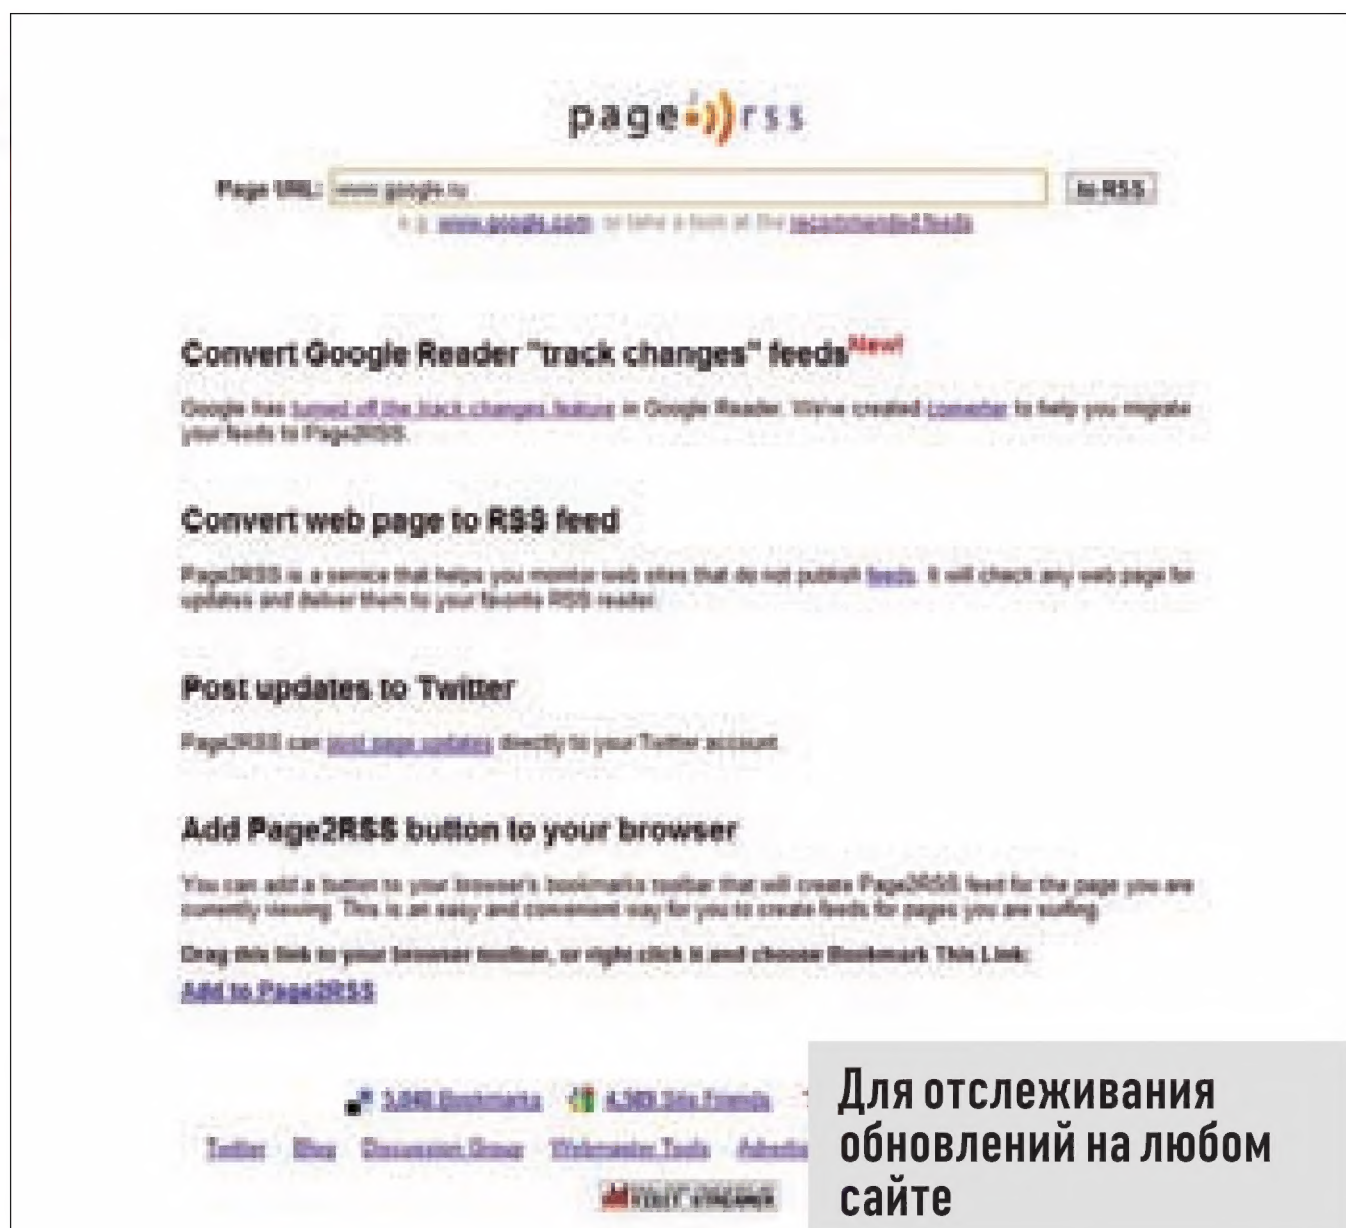 page rss
Page URL: www.google.ru to RSS
e.g. www.google.com or take a look at the recommended feeds
Convert Google Reader "track changes" feeds New!
Google has turned off the track changes feature in Google Reader. We've created converter to help you migrate
your feeds to Page2RSS.
Convert web page to RSS feed
Page2RSS is a service that helps you monitor web sites that do not publish feeds. It will check any web page for
updates and deliver them to your favorite RSS reader.
Post updates to Twitter
Page2RSS can post page updates directly to your Twitter account.
Add Page2RSS button to your browser
You can add a button to your browser's bookmarks toolbar that will create Page2RSS feed for the page you are
currently viewing. This is an easy and convenient way for you to create feeds for pages you are surfing.
Drag this link to your browser toolbar, or right click it and choose Bookmark This Link:
Add to Page2RSS
Bookmarks Site Friends
Twitter Blog Discussion Group Webmaster Tools
Для отслеживания
обновлений на любом
сайте